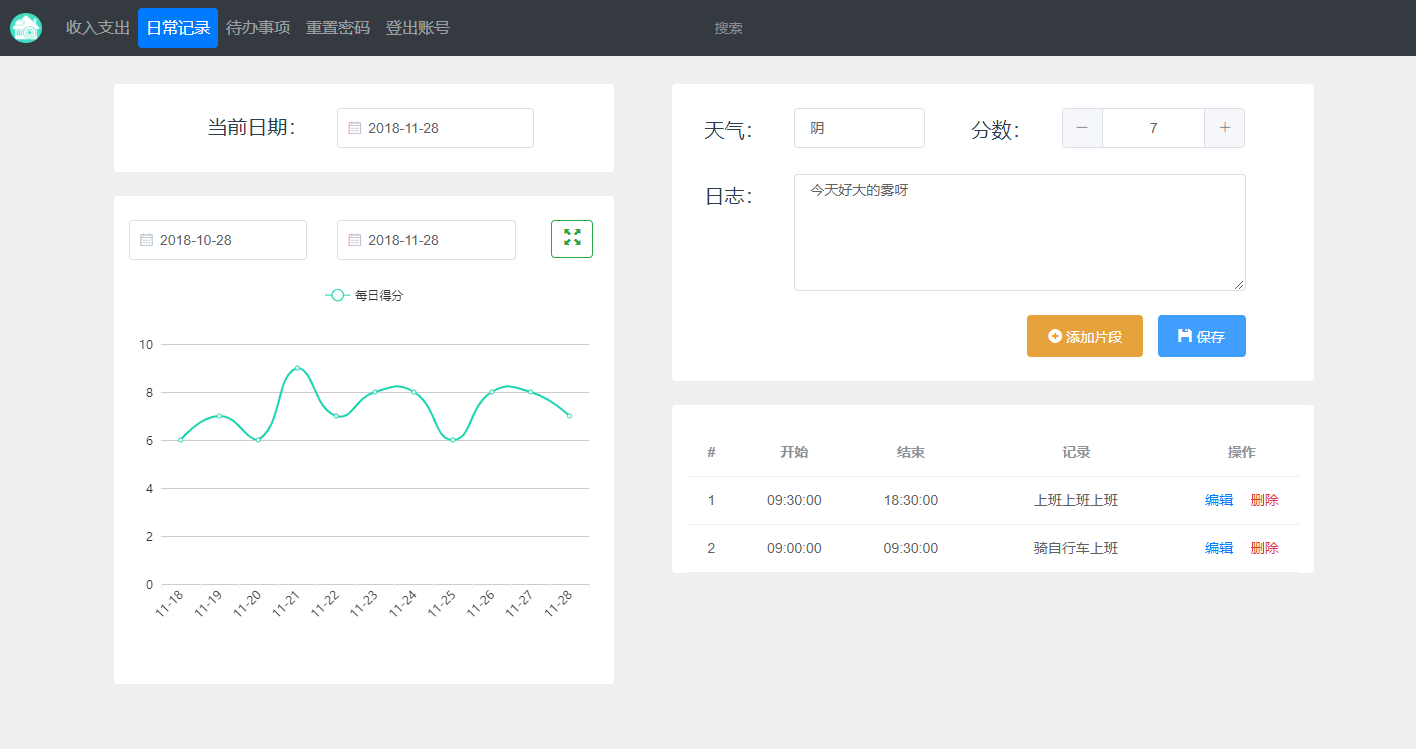 收入支出 日常记录 待办事项 重置密码 登出账号 搜索
当前日期： 2018-11-28
2018-10-28 2018-11-28
每日得分
10
8
6
4
2
0
11-18 11-19 11-20 11-21 11-22 11-23 11-24 11-25 11-26 11-27 11-28
天气： 阴 分数： 7
日志： 今天好大的雾呀
添加片段 保存
# 开始 结束 记录 操作
1 09:30:00 18:30:00 上班上班上班 编辑 删除
2 09:00:00 09:30:00 骑自行车上班 编辑 删除